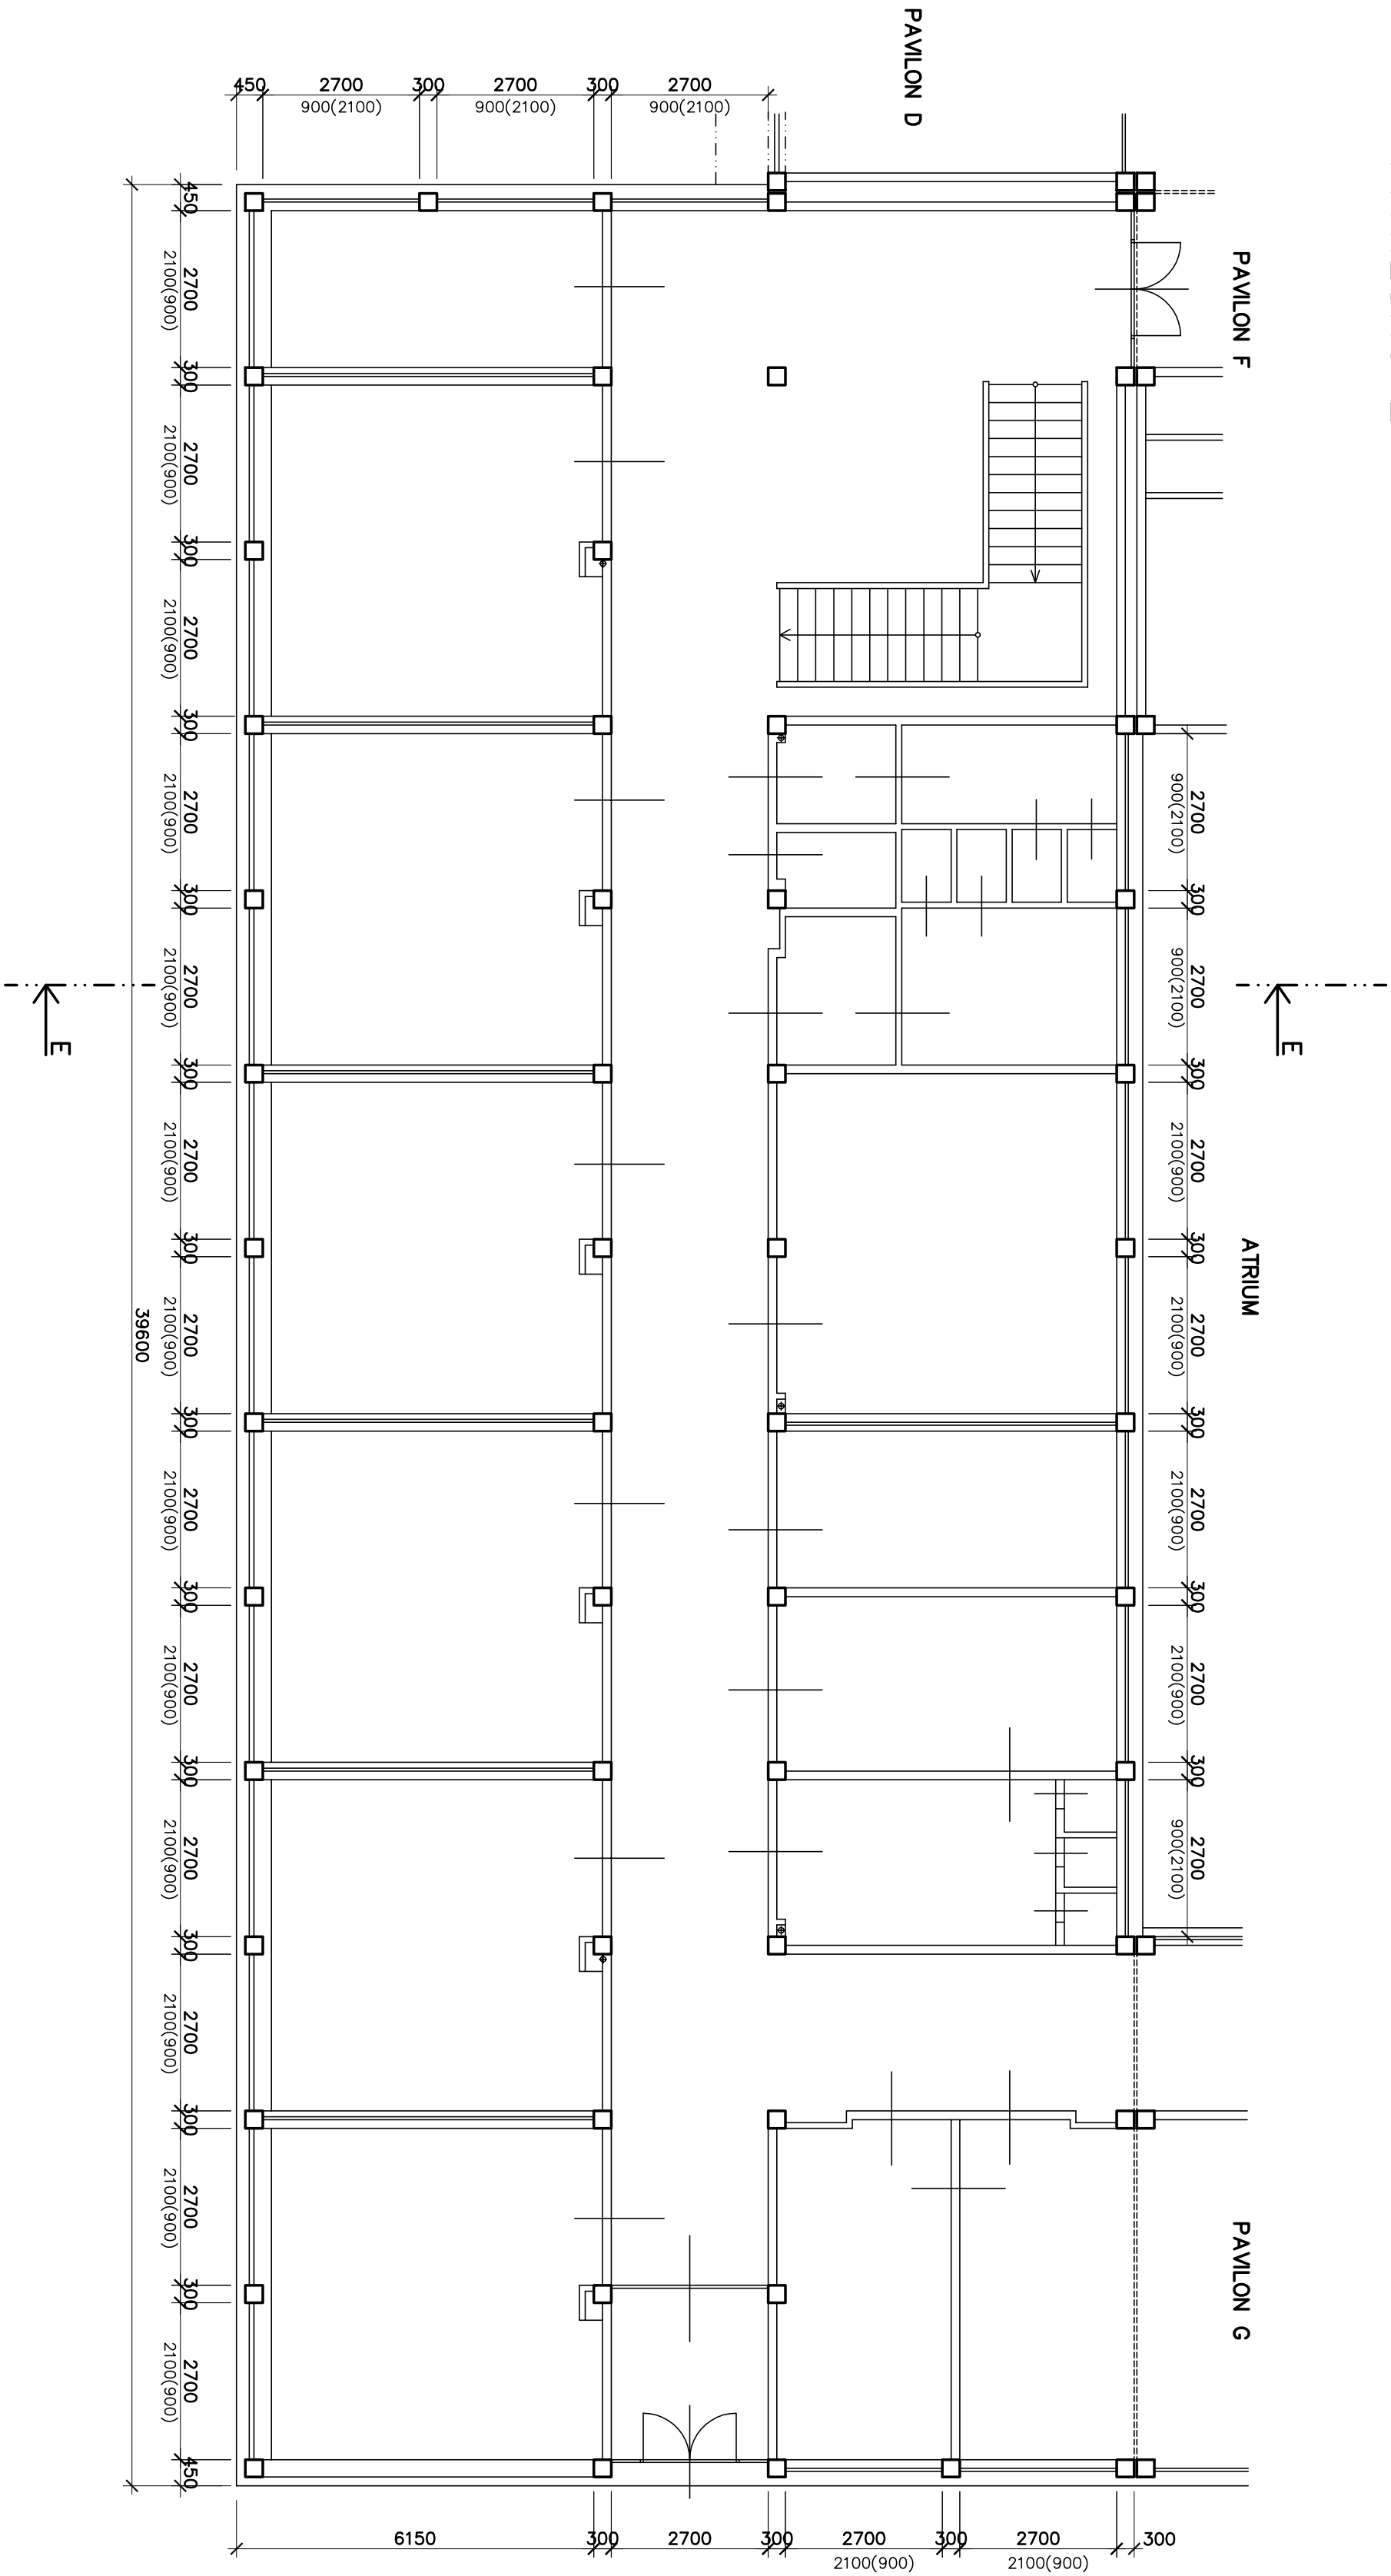 PAVILON D
450 2700 300 2700 300 2700
900(2100) 900(2100) 900(2100)
PAVILON F
ATRIUM
PAVILON G
2700 300 2700 300 2700 300 2700 300 2700 300 2700 300 2700
900(2100) 900(2100) 2100(900) 2100(900) 2100(900) 2100(900) 900(2100)
E
E
450 2700 300 2700 300 2700 300 2700 300 2700 300 2700 300 2700 300 2700 300 2700 300 2700 300 2700 300 2700 300 2700 450
2100(900) 2100(900) 2100(900) 2100(900) 2100(900) 2100(900) 2100(900) 2100(900) 2100(900) 2100(900) 2100(900) 2100(900) 2100(900)
39600
6150 300 2700 300 2700 300 2700 300
2100(900) 2100(900)